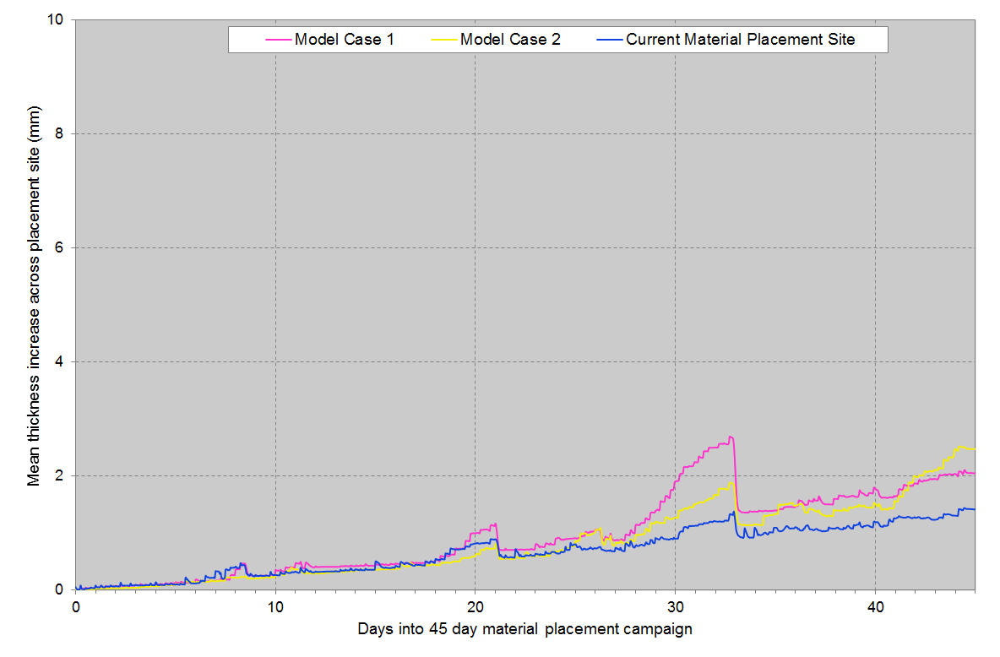 10
Model Case 1 Model Case 2 Current Material Placement Site
8
6
4
2
0
Mean thickness increase across placement site (mm)
0 10 20 30 40
Days into 45 day material placement campaign